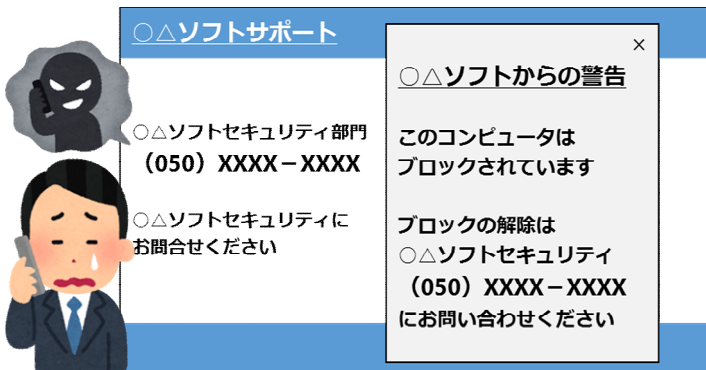 ○△ソフトサポート
○△ソフトセキュリティ部門
(050)XXXX-XXXX
○△ソフトセキュリティに
お問合せください
×
○△ソフトからの警告
このコンピュータは
ブロックされています
ブロックの解除は
○△ソフトセキュリティ
(050)XXXX-XXXX
にお問い合わせください